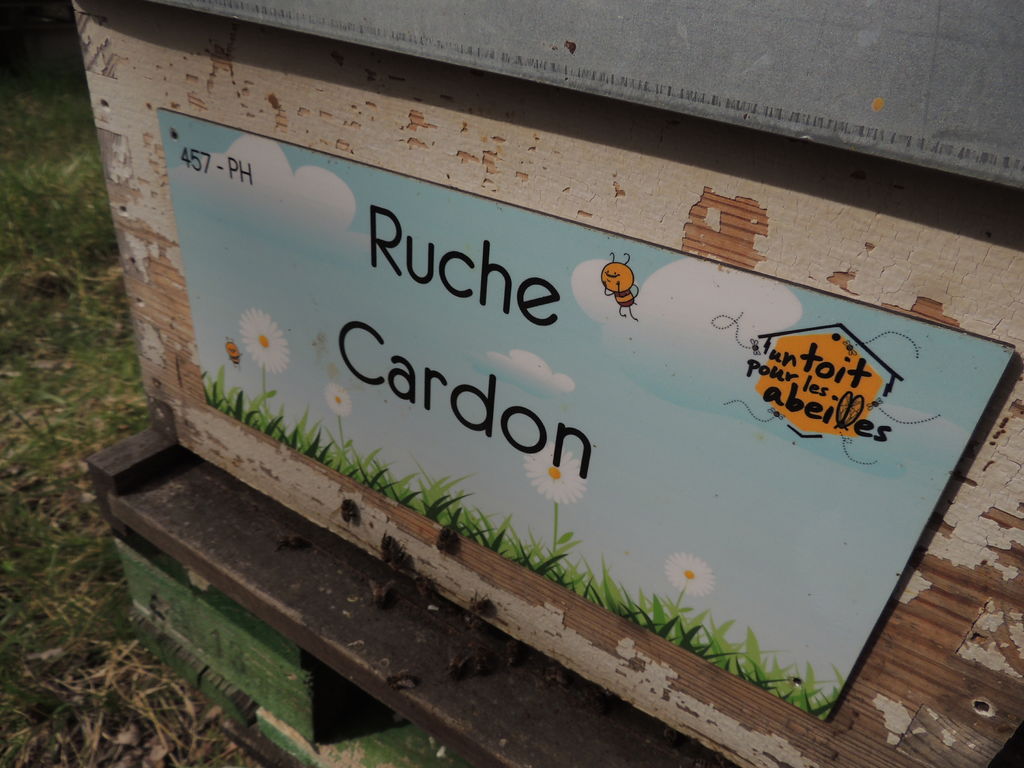 457 - PH
Ruche
Cardon
un toit
pour les
abeilles